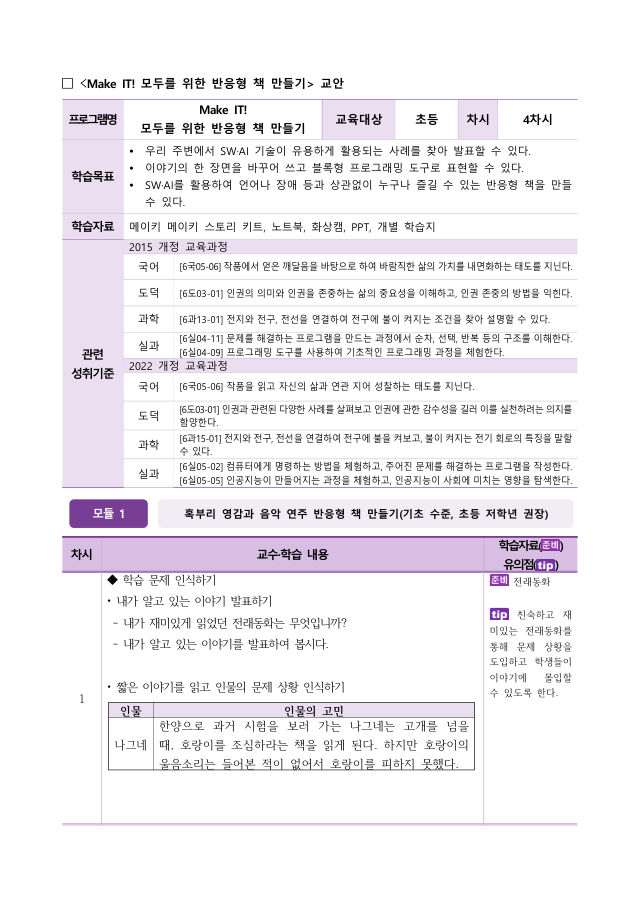 □ <Make IT! 모두를 위한 반응형 책 만들기> 교안
프로그램명
Make IT!
모두를 위한 반응형 책 만들기
교육대상
초등
차시
4차시
학습목표
• 우리 주변에서 SW·AI 기술이 유용하게 활용되는 사례를 찾아 발표할 수 있다.
• 이야기의 한 장면을 바꾸어 쓰고 블록형 프로그래밍 도구로 표현할 수 있다.
• SW·AI를 활용하여 언어나 장애 등과 상관없이 누구나 즐길 수 있는 반응형 책을 만들
수 있다.
학습자료
메이키 메이키 스토리 키트, 노트북, 화상캠, PPT, 개별 학습지
관련
성취기준
2015 개정 교육과정
국어
[6국05-06] 작품에서 얻은 깨달음을 바탕으로 하여 바람직한 삶의 가치를 내면화하는 태도를 지닌다.
도덕
[6도03-01] 인권의 의미와 인권을 존중하는 삶의 중요성을 이해하고, 인권 존중의 방법을 익힌다.
과학
[6과13-01] 전지와 전구, 전선을 연결하여 전구에 불이 켜지는 조건을 찾아 설명할 수 있다.
실과
[6실04-11] 문제를 해결하는 프로그램을 만드는 과정에서 순차, 선택, 반복 등의 구조를 이해한다.
[6실04-09] 프로그래밍 도구를 사용하여 기초적인 프로그래밍 과정을 체험한다.
2022 개정 교육과정
국어
[6국05-06] 작품을 읽고 자신의 삶과 연관 지어 성찰하는 태도를 지닌다.
도덕
[6도03-01] 인권과 관련된 다양한 사례를 살펴보고 인권에 관한 감수성을 길러 이를 실천하려는 의지를
함양한다.
과학
[6과15-01] 전지와 전구, 전선을 연결하여 전구에 불을 켜보고, 불이 켜지는 전기 회로의 특징을 말할
수 있다.
실과
[6실05-02] 컴퓨터에게 명령하는 방법을 체험하고, 주어진 문제를 해결하는 프로그램을 작성한다.
[6실05-05] 인공지능이 만들어지는 과정을 체험하고, 인공지능이 사회에 미치는 영향을 탐색한다.
모듈 1
혹부리 영감과 음악 연주 반응형 책 만들기(기초 수준, 초등 저학년 권장)
차시
교수·학습 내용
학습자료(준비)
유의점(tip)
1
◆ 학습 문제 인식하기
• 내가 알고 있는 이야기 발표하기
- 내가 재미있게 읽었던 전래동화는 무엇입니까?
- 내가 알고 있는 이야기를 발표하여 봅시다.
• 짧은 이야기를 읽고 인물의 문제 상황 인식하기
인물
인물의 고민
나그네
한양으로 과거 시험을 보러 가는 나그네는 고개를 넘을
때, 호랑이를 조심하라는 책을 읽게 된다. 하지만 호랑이의
울음소리는 들어본 적이 없어서 호랑이를 피하지 못했다.
준비 전래동화
tip 친숙하고 재
미있는 전래동화를
통해 문제 상황을
도입하고 학생들이
이야기에 몰입할
수 있도록 한다.